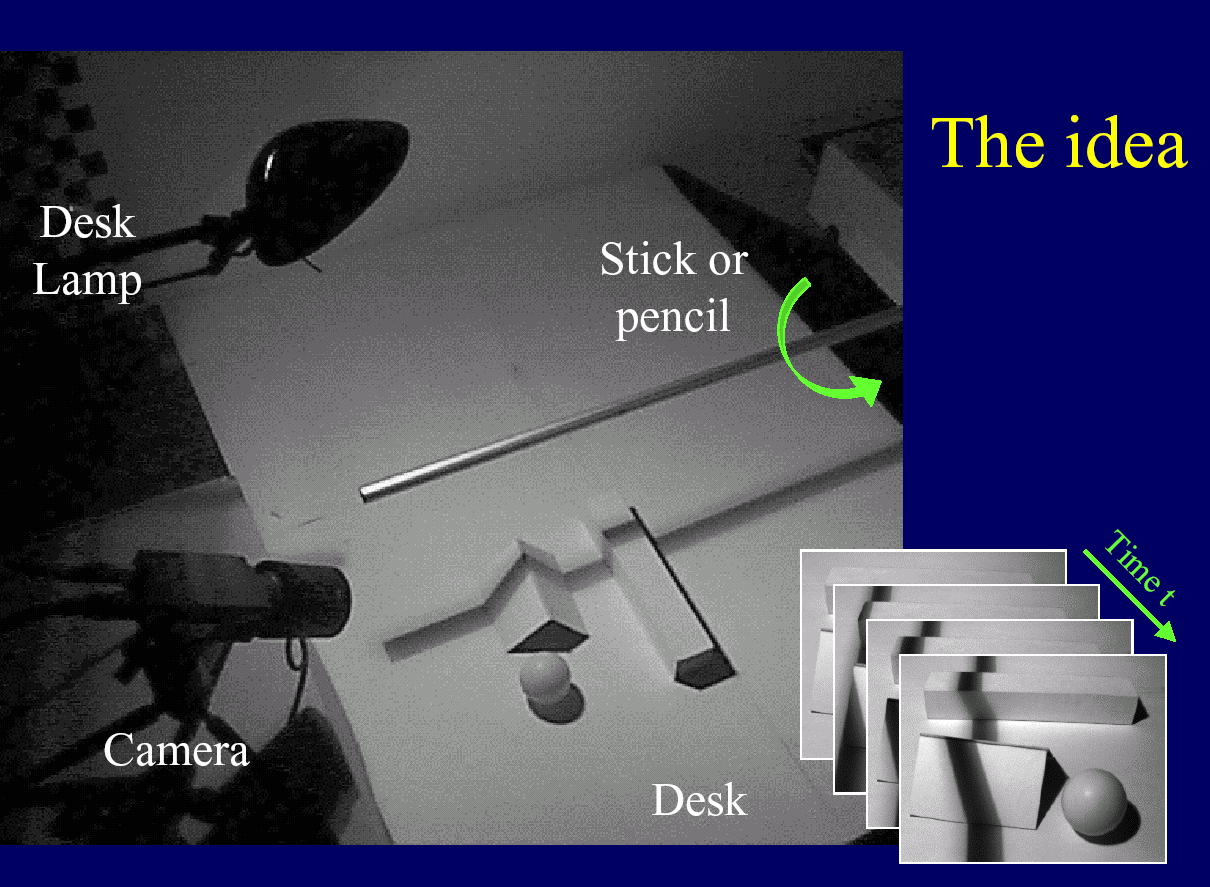 The idea
Desk
Lamp
Stick or
pencil
Time t
Camera
Desk